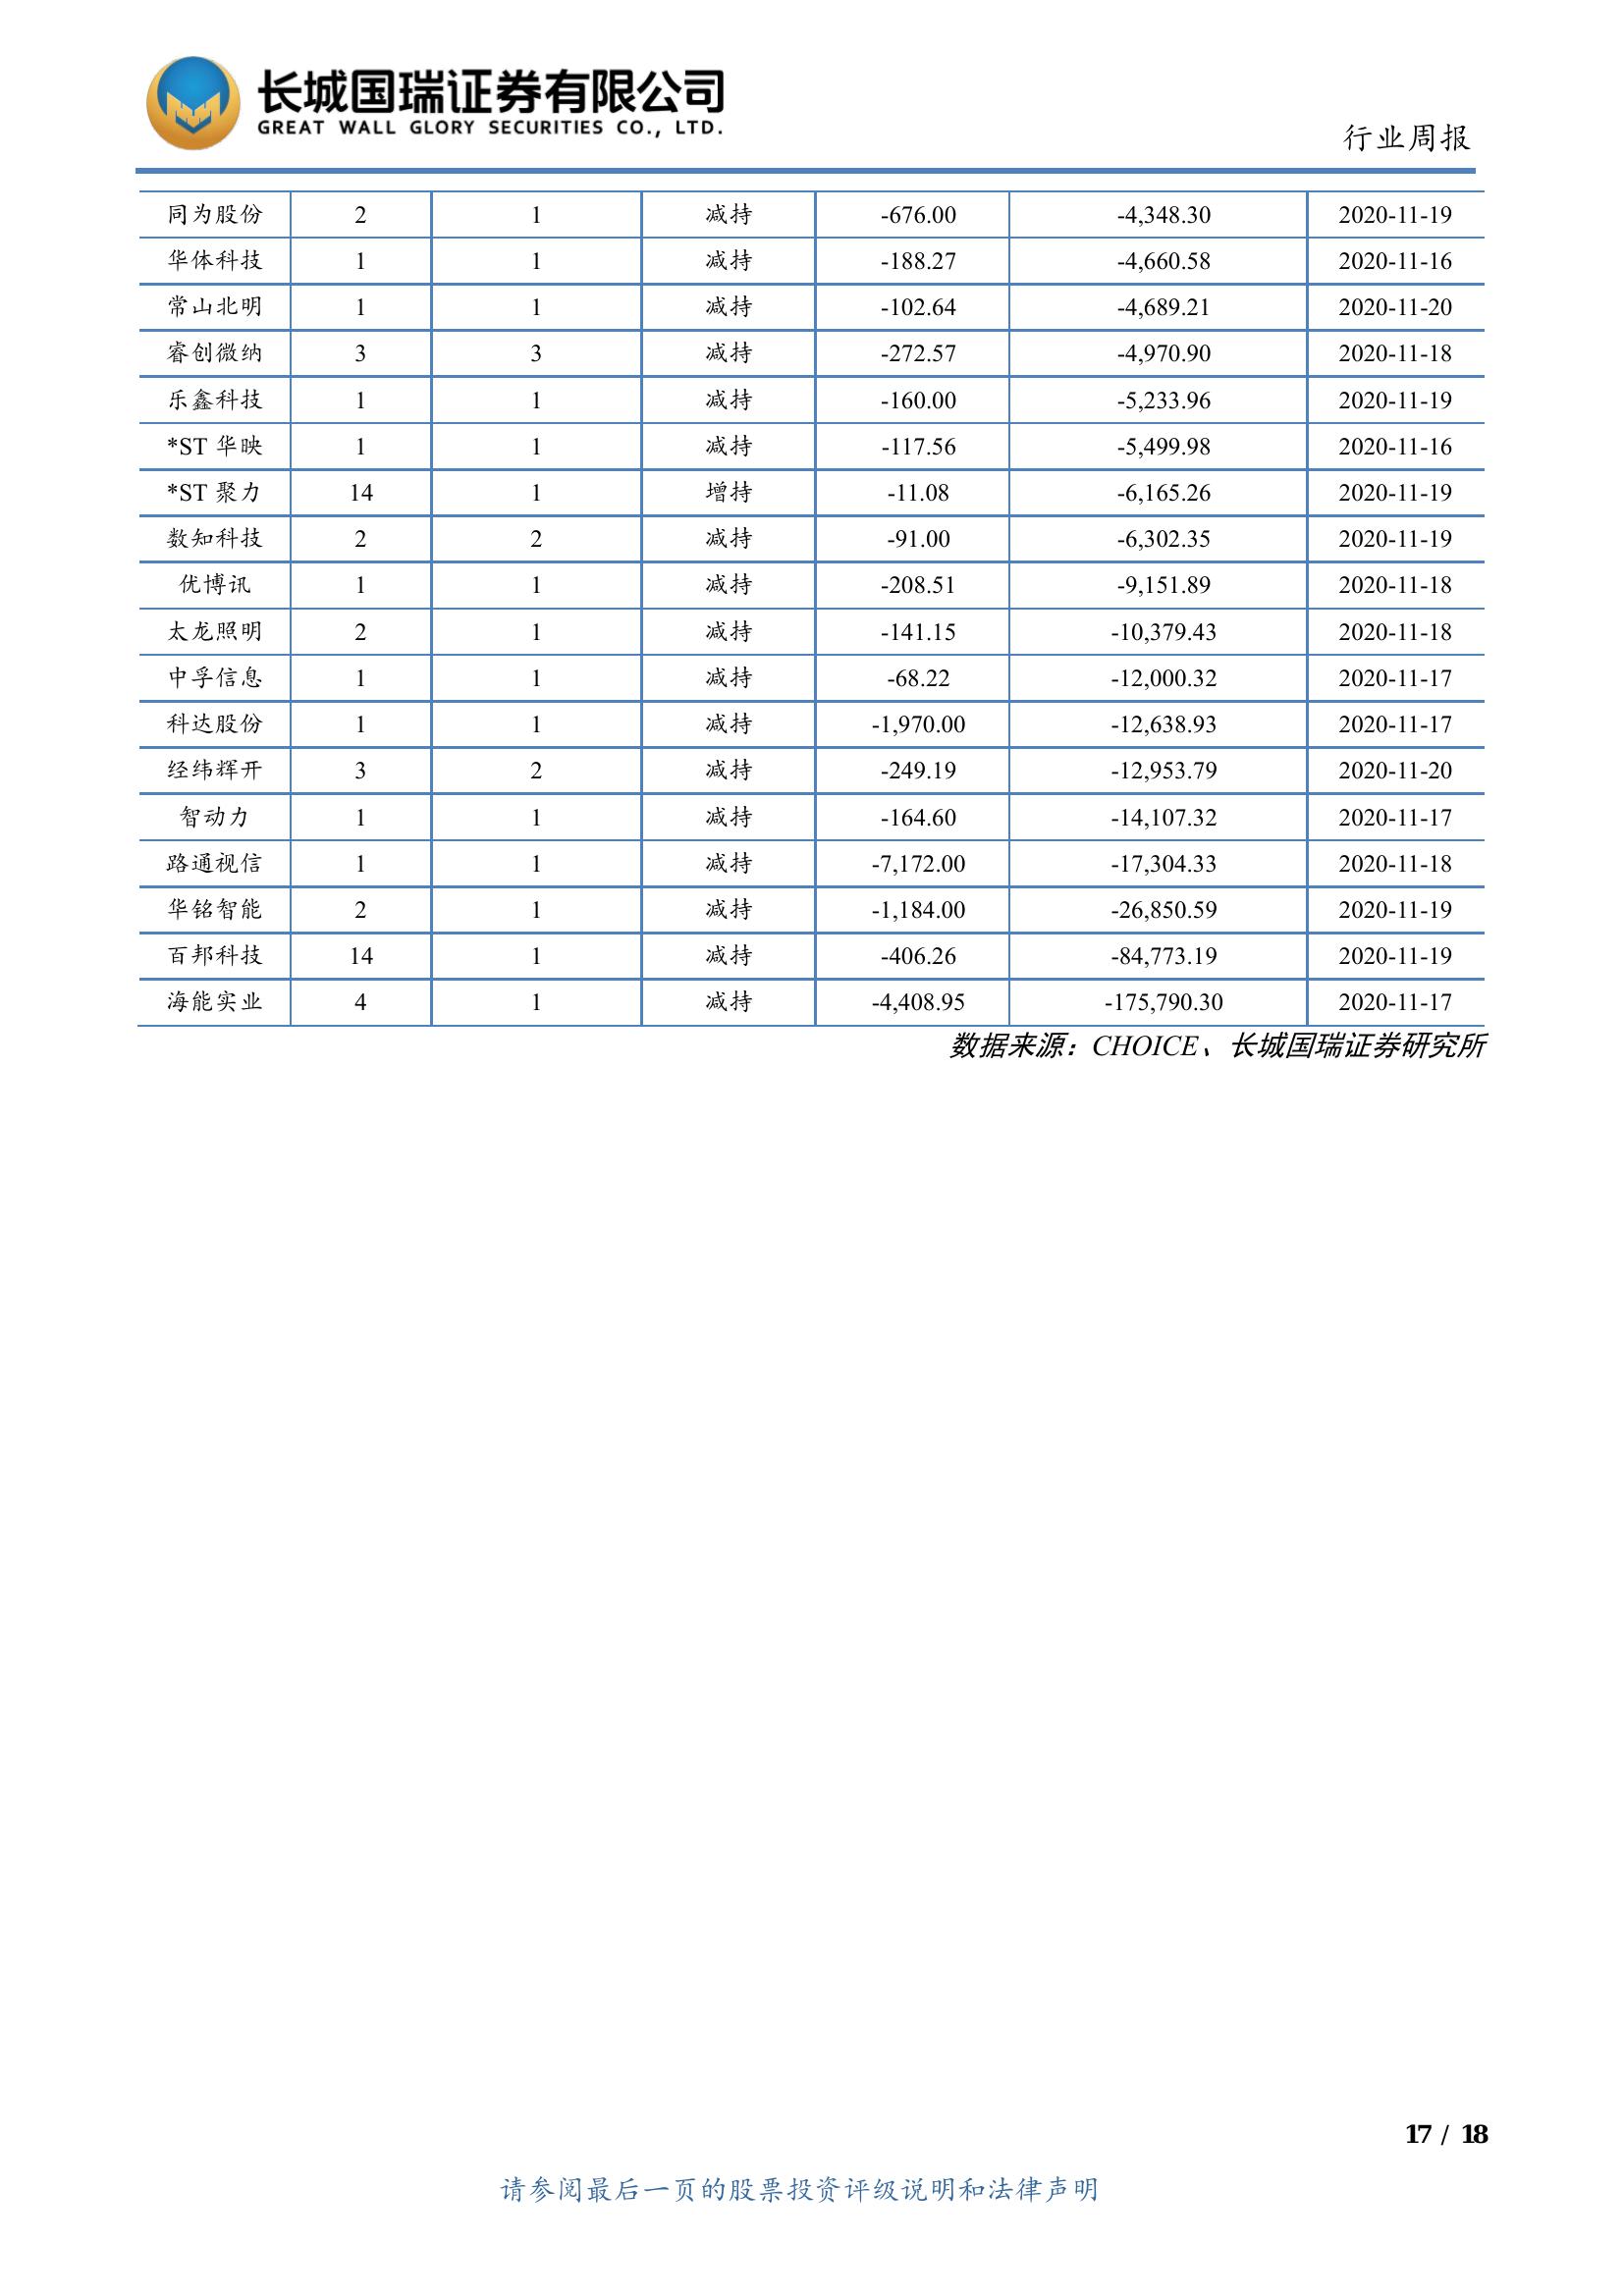 长城国瑞证券有限公司
GREAT WALL GLORY SECURITIES CO., LTD.
行业周报
同为股份 2 1 减持 -676.00 -4,348.30 2020-11-19
华体科技 1 1 减持 -188.27 -4,660.58 2020-11-16
常山北明 1 1 减持 -102.64 -4,689.21 2020-11-20
睿创微纳 3 3 减持 -272.57 -4,970.90 2020-11-18
乐鑫科技 1 1 减持 -160.00 -5,233.96 2020-11-19
*ST 华映 1 1 减持 -117.56 -5,499.98 2020-11-16
*ST 聚力 14 1 增持 -11.08 -6,165.26 2020-11-19
数知科技 2 2 减持 -91.00 -6,302.35 2020-11-19
优博讯 1 1 减持 -208.51 -9,151.89 2020-11-18
太龙照明 2 1 减持 -141.15 -10,379.43 2020-11-18
中孚信息 1 1 减持 -68.22 -12,000.32 2020-11-17
科达股份 1 1 减持 -1,970.00 -12,638.93 2020-11-17
经纬辉开 3 2 减持 -249.19 -12,953.79 2020-11-20
智动力 1 1 减持 -164.60 -14,107.32 2020-11-17
路通视信 1 1 减持 -7,172.00 -17,304.33 2020-11-18
华铭智能 2 1 减持 -1,184.00 -26,850.59 2020-11-19
百邦科技 14 1 减持 -406.26 -84,773.19 2020-11-19
海能实业 4 1 减持 -4,408.95 -175,790.30 2020-11-17
数据来源：CHOICE、长城国瑞证券研究所
17 / 18
请参阅最后一页的股票投资评级说明和法律声明